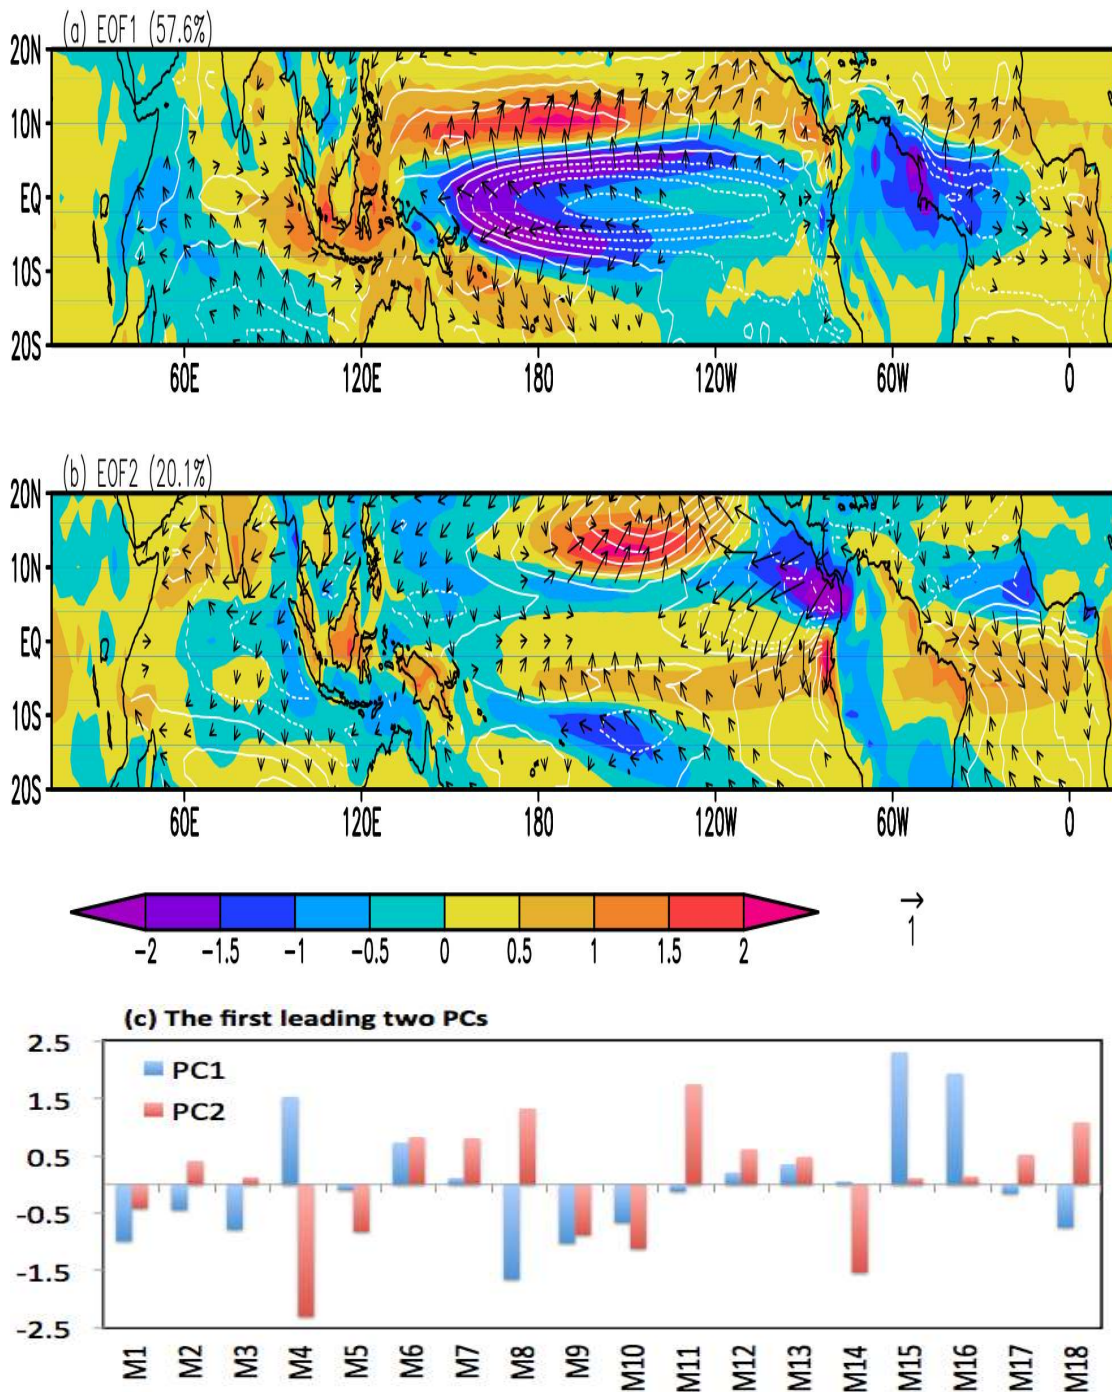 (a) EOF1 (57.6%)
20N
10N
EQ
10S
20S
60E 120E 180 120W 60W 0
(b) EOF2 (20.1%)
20N
10N
EQ
10S
20S
60E 120E 180 120W 60W 0
-2 -1.5 -1 -0.5 0 0.5 1 1.5 2
1
(c) The first leading two PCs
2.5
PC1
1.5
PC2
0.5
-0.5
-1.5
-2.5
M1 M2 M3 M4 M5 M6 M7 M8 M9 M10 M11 M12 M13 M14 M15 M16 M17 M18